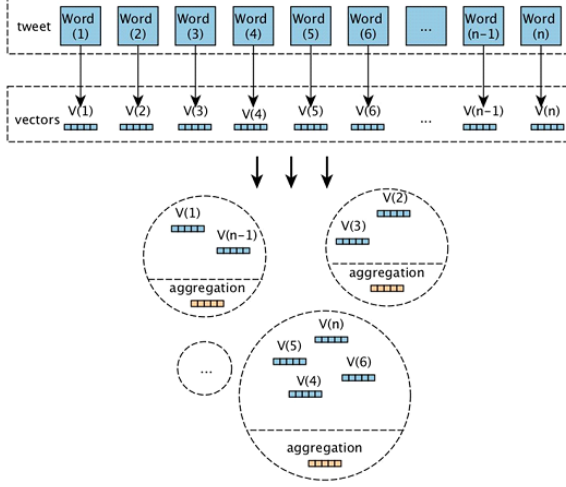 tweet
Word (1)
Word (2)
Word (3)
Word (4)
Word (5)
Word (6)
...
Word (n-1)
Word (n)
vectors
V(1)
V(2)
V(3)
V(4)
V(5)
V(6)
...
V(n-1)
V(n)
V(1)
V(n-1)
aggregation
V(2)
V(3)
aggregation
...
V(n)
V(5)
V(6)
V(4)
aggregation